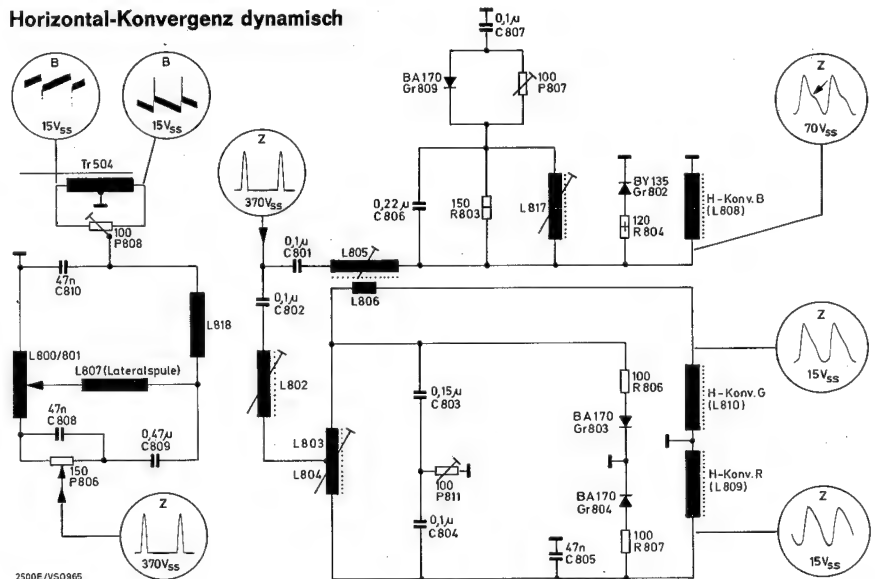 Horizontal-Konvergenz dynamisch
B
15Vss
B
15Vss
Tr 504
100
P808
47n
C810
L818
L800/801
L807 (Lateralspule)
47n
C808
0,47µ
C809
150
P806
Z
370Vss
2500E/VS0965
Z
370Vss
0,1µ
C801
L805
L806
0,1µ
C802
L802
L803
L804
0,1µ
C807
BA170
Gr809
100
P807
0,22µ
C806
150
R803
L817
BY135
Gr802
120
R804
H-Konv.B
(L808)
Z
70Vss
0,15µ
C803
100
P811
0,1µ
C804
47n
C805
100
R806
BA170
Gr803
BA170
Gr804
100
R807
H-Konv.G
(L810)
H-Konv.R
(L809)
Z
15Vss
Z
15Vss